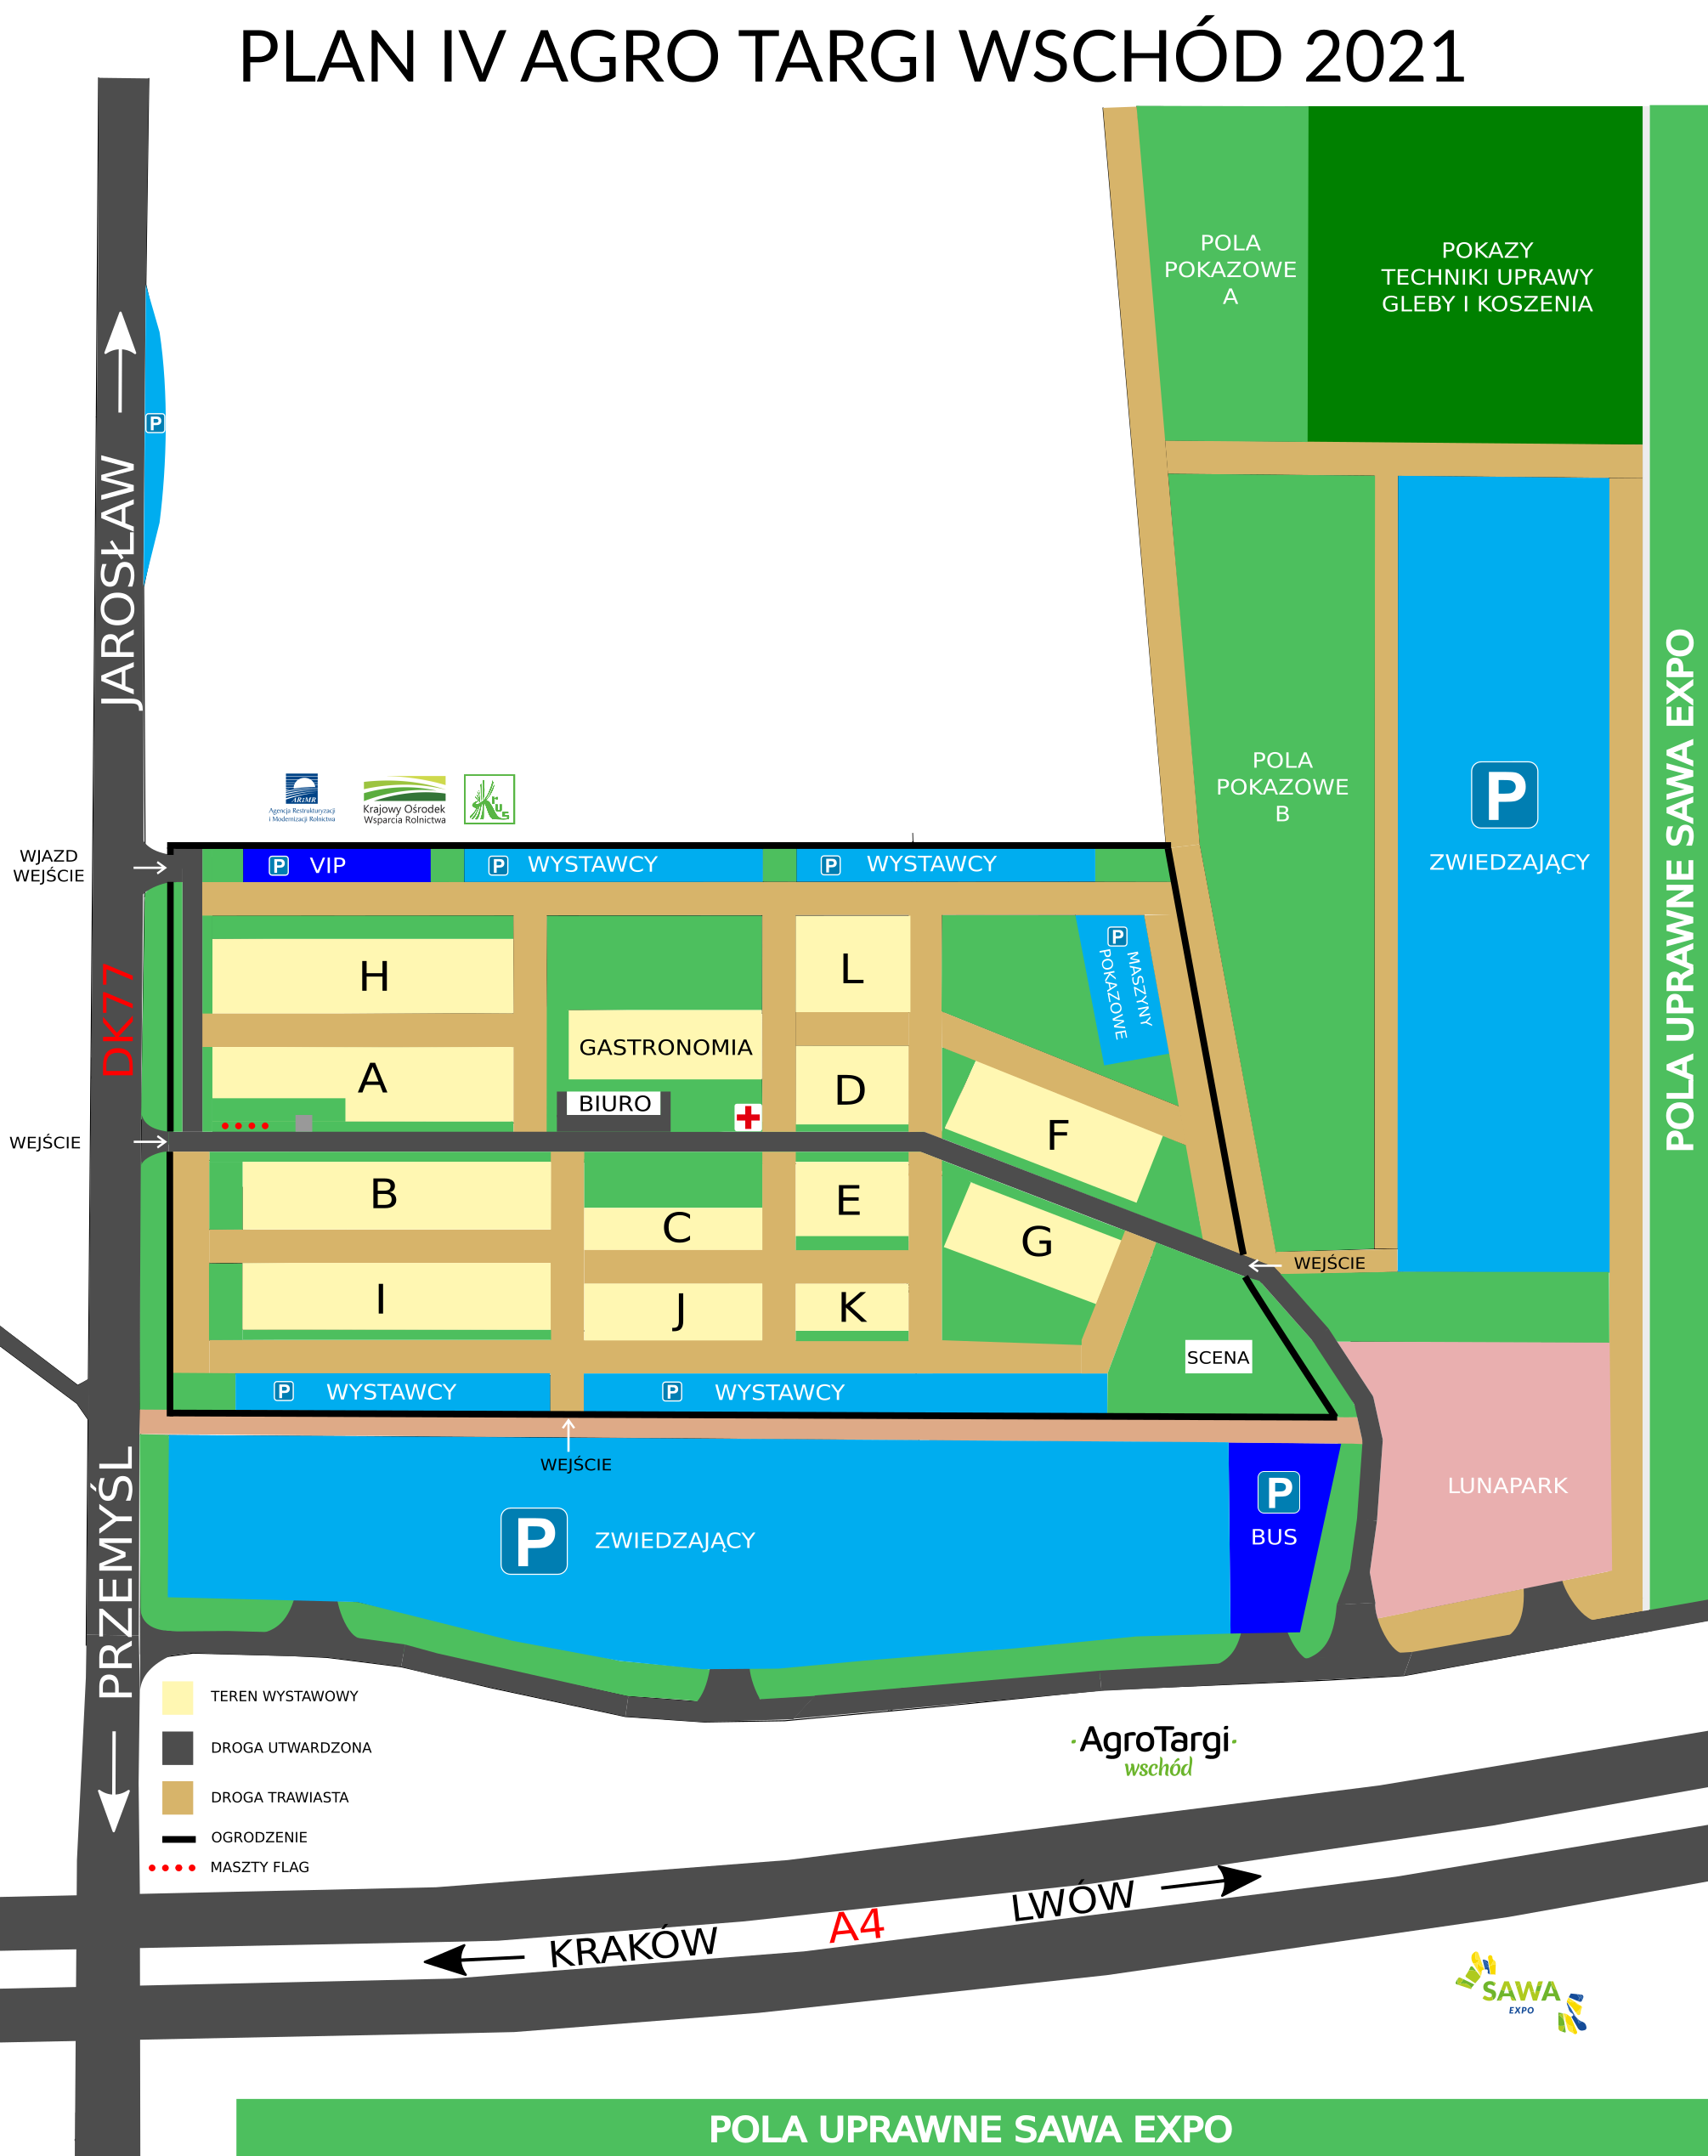 PLAN IV AGRO TARGI WSCHÓD 2021
POLA
POKAZOWE
A
POKAZY
TECHNIKI UPRAWY
GLEBY I KOSZENIA
P
JAROSŁAW
POLA UPRAWNE SAWA EXPO
POLA
POKAZOWE
B
P
ZWIEDZAJĄCY
ARiMR
Agencja Restrukturyzacji
i Modernizacji Rolnictwa
Krajowy Ośrodek
Wsparcia Rolnictwa
Krus
WJAZD
WEJŚCIE
P VIP
P WYSTAWCY
P WYSTAWCY
DK77
H
L
P
MASZYNY
POKAZOWE
GASTRONOMIA
A
D
BIURO
F
WEJŚCIE
B
E
C
G
WEJŚCIE
I
J
K
SCENA
P WYSTAWCY
P WYSTAWCY
WEJŚCIE
PRZEMYŚL
P ZWIEDZAJĄCY
P
BUS
LUNAPARK
TEREN WYSTAWOWY
DROGA UTWARDZONA
DROGA TRAWIASTA
OGRODZENIE
MASZTY FLAG
AgroTargi
wschód
KRAKÓW
A4
LWÓW
SAWA
EXPO
POLA UPRAWNE SAWA EXPO